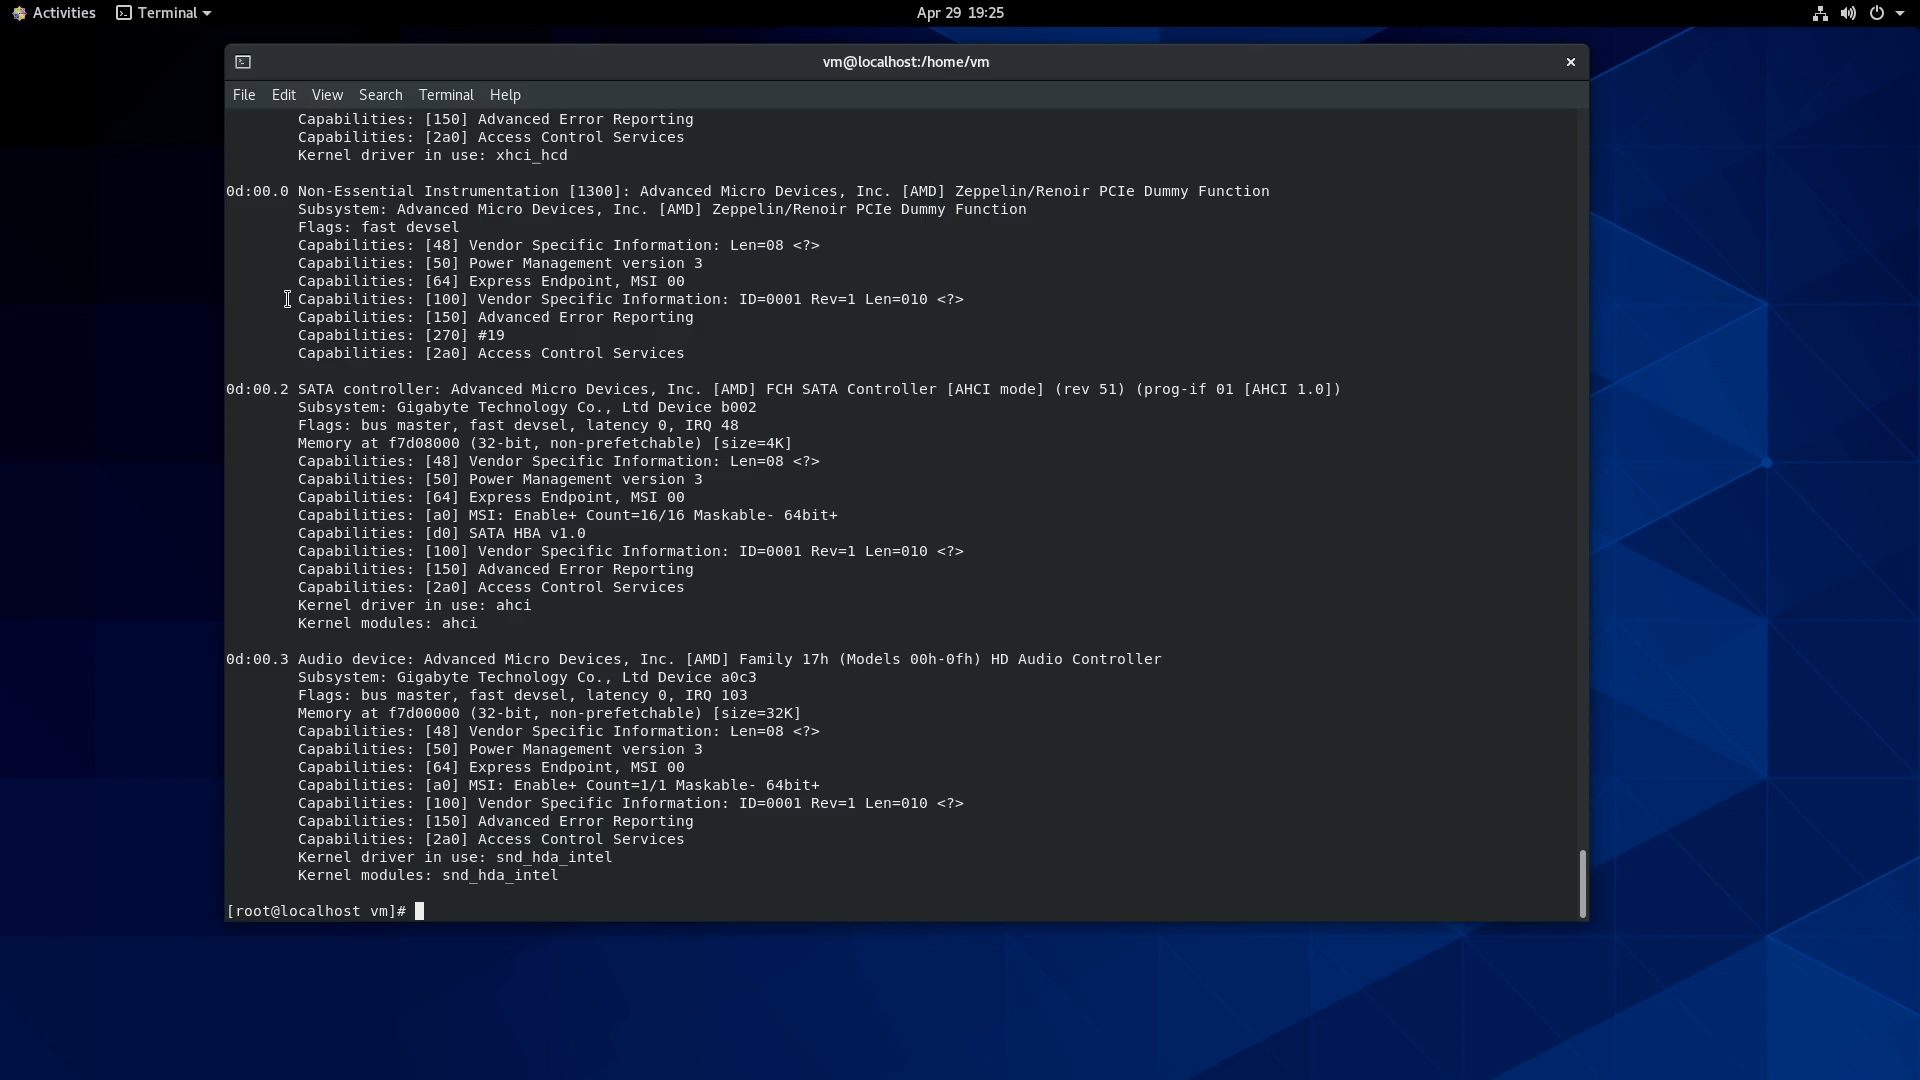 Activities Terminal Apr 29 19:25
vm@localhost:/home/vm
File Edit View Search Terminal Help
Capabilities: [150] Advanced Error Reporting
Capabilities: [2a0] Access Control Services
Kernel driver in use: xhci_hcd
0d:00.0 Non-Essential Instrumentation [1300]: Advanced Micro Devices, Inc. [AMD] Zeppelin/Renoir PCIe Dummy Function
Subsystem: Advanced Micro Devices, Inc. [AMD] Zeppelin/Renoir PCIe Dummy Function
Flags: fast devsel
Capabilities: [48] Vendor Specific Information: Len=08 <?>
Capabilities: [50] Power Management version 3
Capabilities: [64] Express Endpoint, MSI 00
Capabilities: [100] Vendor Specific Information: ID=0001 Rev=1 Len=010 <?>
Capabilities: [150] Advanced Error Reporting
Capabilities: [270] #19
Capabilities: [2a0] Access Control Services
0d:00.2 SATA controller: Advanced Micro Devices, Inc. [AMD] FCH SATA Controller [AHCI mode] (rev 51) (prog-if 01 [AHCI 1.0])
Subsystem: Gigabyte Technology Co., Ltd Device b002
Flags: bus master, fast devsel, latency 0, IRQ 48
Memory at f7d08000 (32-bit, non-prefetchable) [size=4K]
Capabilities: [48] Vendor Specific Information: Len=08 <?>
Capabilities: [50] Power Management version 3
Capabilities: [64] Express Endpoint, MSI 00
Capabilities: [a0] MSI: Enable+ Count=16/16 Maskable- 64bit+
Capabilities: [d0] SATA HBA v1.0
Capabilities: [100] Vendor Specific Information: ID=0001 Rev=1 Len=010 <?>
Capabilities: [150] Advanced Error Reporting
Capabilities: [2a0] Access Control Services
Kernel driver in use: ahci
Kernel modules: ahci
0d:00.3 Audio device: Advanced Micro Devices, Inc. [AMD] Family 17h (Models 00h-0fh) HD Audio Controller
Subsystem: Gigabyte Technology Co., Ltd Device a0c3
Flags: bus master, fast devsel, latency 0, IRQ 103
Memory at f7d00000 (32-bit, non-prefetchable) [size=32K]
Capabilities: [48] Vendor Specific Information: Len=08 <?>
Capabilities: [50] Power Management version 3
Capabilities: [64] Express Endpoint, MSI 00
Capabilities: [a0] MSI: Enable+ Count=1/1 Maskable- 64bit+
Capabilities: [100] Vendor Specific Information: ID=0001 Rev=1 Len=010 <?>
Capabilities: [150] Advanced Error Reporting
Capabilities: [2a0] Access Control Services
Kernel driver in use: snd_hda_intel
Kernel modules: snd_hda_intel
[root@localhost vm]#